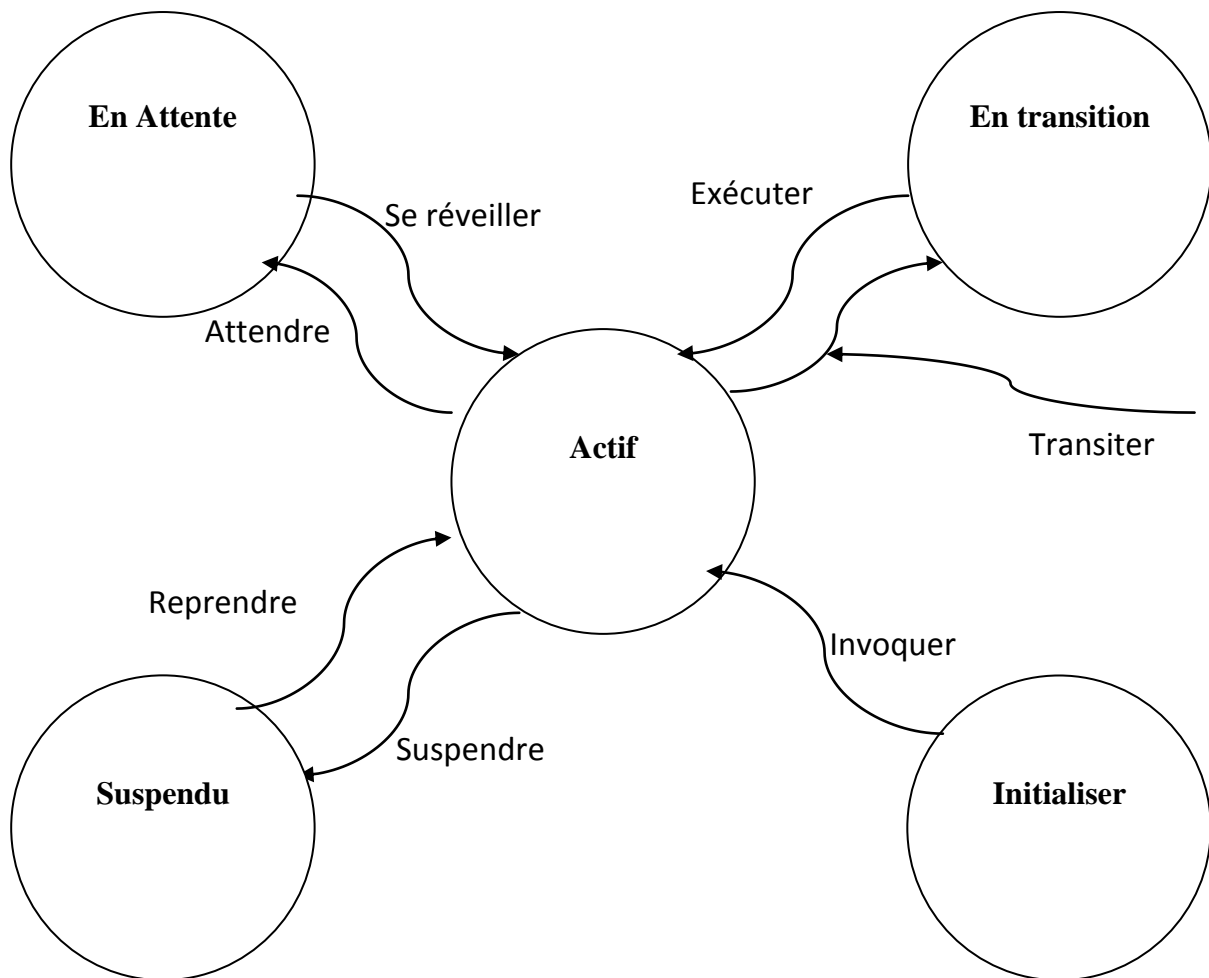 En Attente
En transition
Exécuter
Se réveiller
Attendre
Actif
Transiter
Reprendre
Invoquer
Suspendre
Suspendu
Initialiser